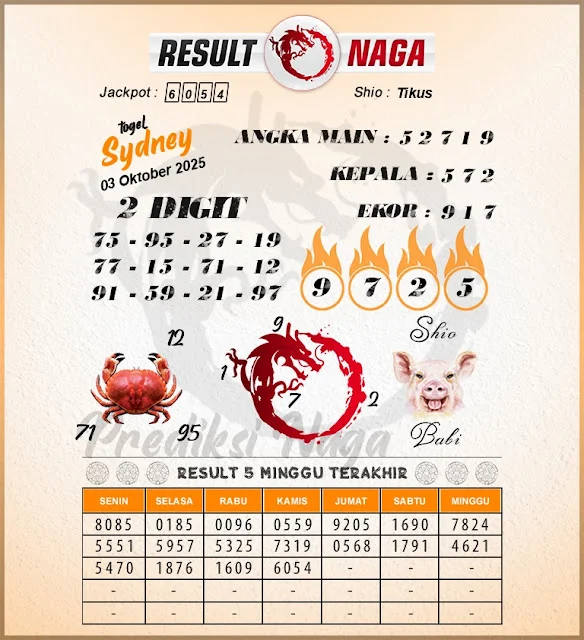 RESULT NAGA
Jackpot : 6054
Shio : Tikus
togel
Sydney
03 Oktober 2025
ANGKA MAIN : 5 2 7 1 9
KEPALA : 5 7 2
EKOR : 9 1 7
2 DIGIT
75 - 95 - 27 - 19
77 - 15 - 71 - 12
91 - 59 - 21 - 97
9 7 2 5
12
71 95
9
1
7
2
Shio
Babi
Prediksi Naga
RESULT 5 MINGGU TERAKHIR
SENIN SELASA RABU KAMIS JUMAT SABTU MINGGU
8085 0185 0096 0559 9205 1690 7824
5551 5957 5325 7319 0568 1791 4621
5470 1876 1609 6054 - - -
- - - - - - -
- - - - - - -